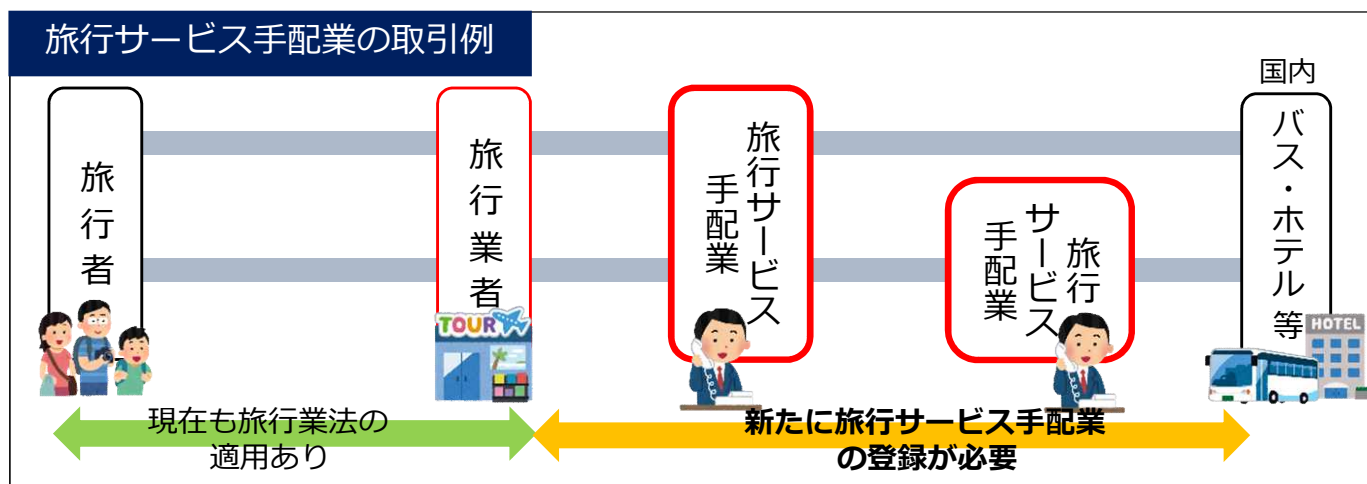 旅行サービス手配業の取引例
旅行者
旅行業者
TOUR
旅行サービス
手配業
旅行
サービス
手配業
国内
バス・ホテル等
HOTEL
現在も旅行業法の
適用あり
新たに旅行サービス手配業
の登録が必要